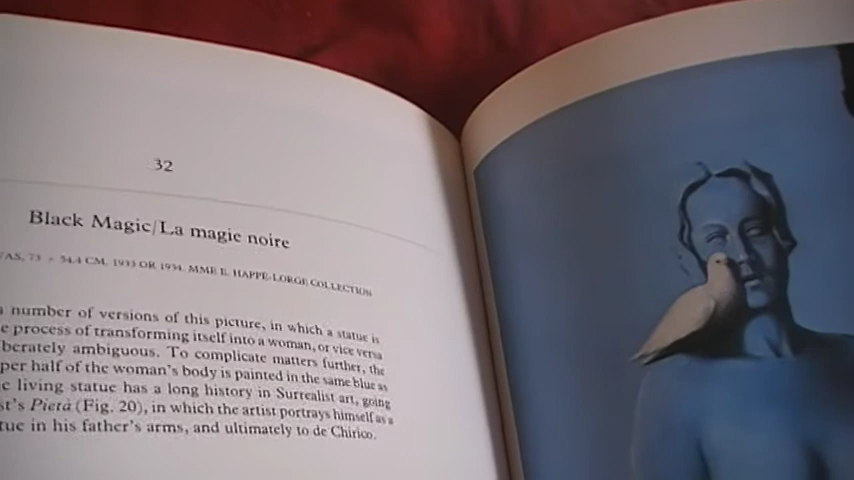 32
Black Magic/La magic noire
AS, 73 × 54.4 CM. 1933 OR 1934. MME E. HAPPÉ-LORGE COLLECTION
number of versions of this picture, in which a statue is
process of transforming itself into a woman, or vice versa
berately ambiguous. To complicate matters further, the
per half of the woman's body is painted in the same blue as
living statue has a long history in Surrealist art, going
st's Pietà (Fig. 20), in which the artist portrays himself as a
tue in his father's arms, and ultimately to de Chirico.